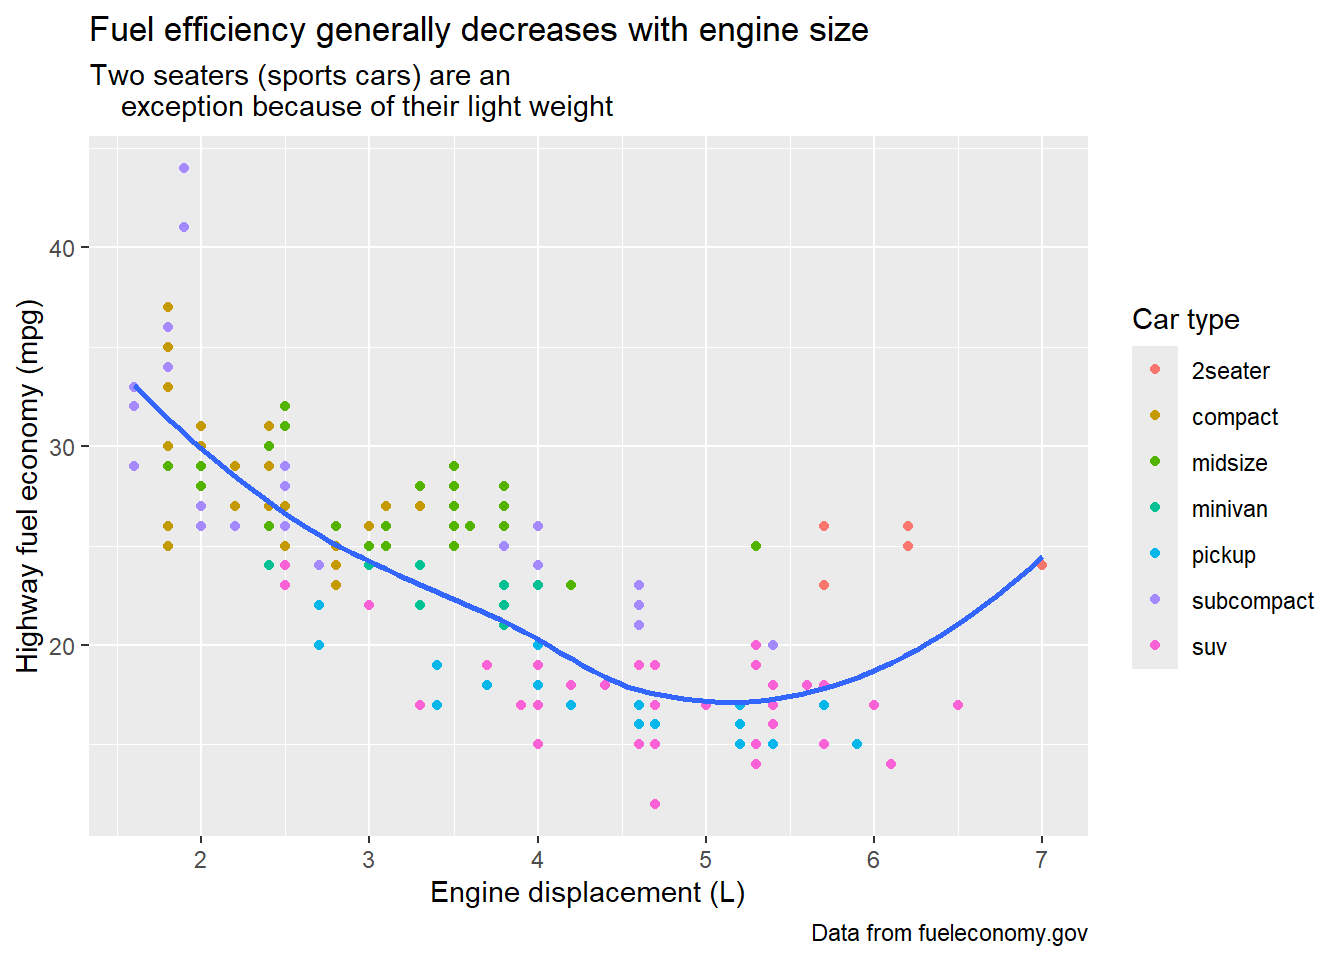 Fuel efficiency generally decreases with engine size
Two seaters (sports cars) are an
exception because of their light weight
Highway fuel economy (mpg)
40
30
20
2
3
4
5
6
7
Engine displacement (L)
Car type
2seater
compact
midsize
minivan
pickup
subcompact
suv
Data from fueleconomy.gov